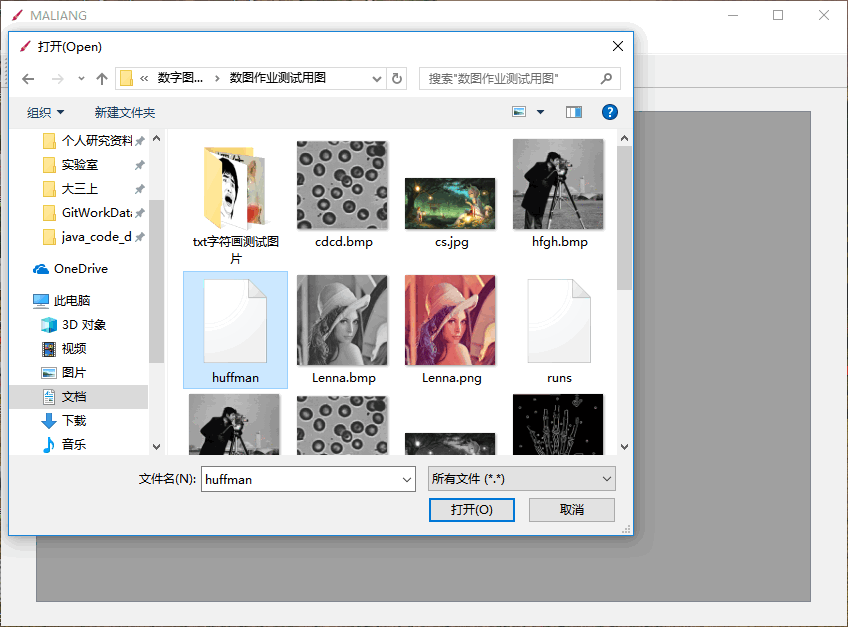 MALIANG
打开(Open)
« 数字图... › 数图作业测试用图
搜索"数图作业测试用图"
组织
新建文件夹
个人研究资料
实验室
大三上
GitWorkData
java_code_d
OneDrive
此电脑
3D 对象
视频
图片
文档
下载
音乐
txt字符画测试图
片
cdcd.bmp
cs.jpg
hfgh.bmp
huffman
Lenna.bmp
Lenna.png
runs
文件名(N):
huffman
所有文件 (*.*)
打开(O)
取消